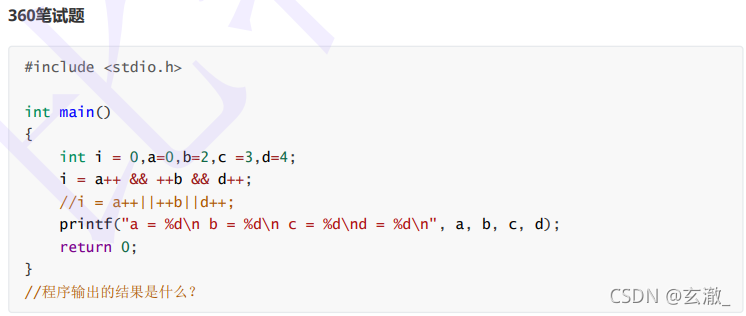 360笔试题
#include <stdio.h>
int main()
{
int i = 0,a=0,b=2,c =3,d=4;
i = a++ && ++b && d++;
//i = a++||++b||d++;
printf("a = %d\n b = %d\n c = %d\nd = %d\n", a, b, c, d);
return 0;
}
//程序输出的结果是什么？
CSDN @玄澈_